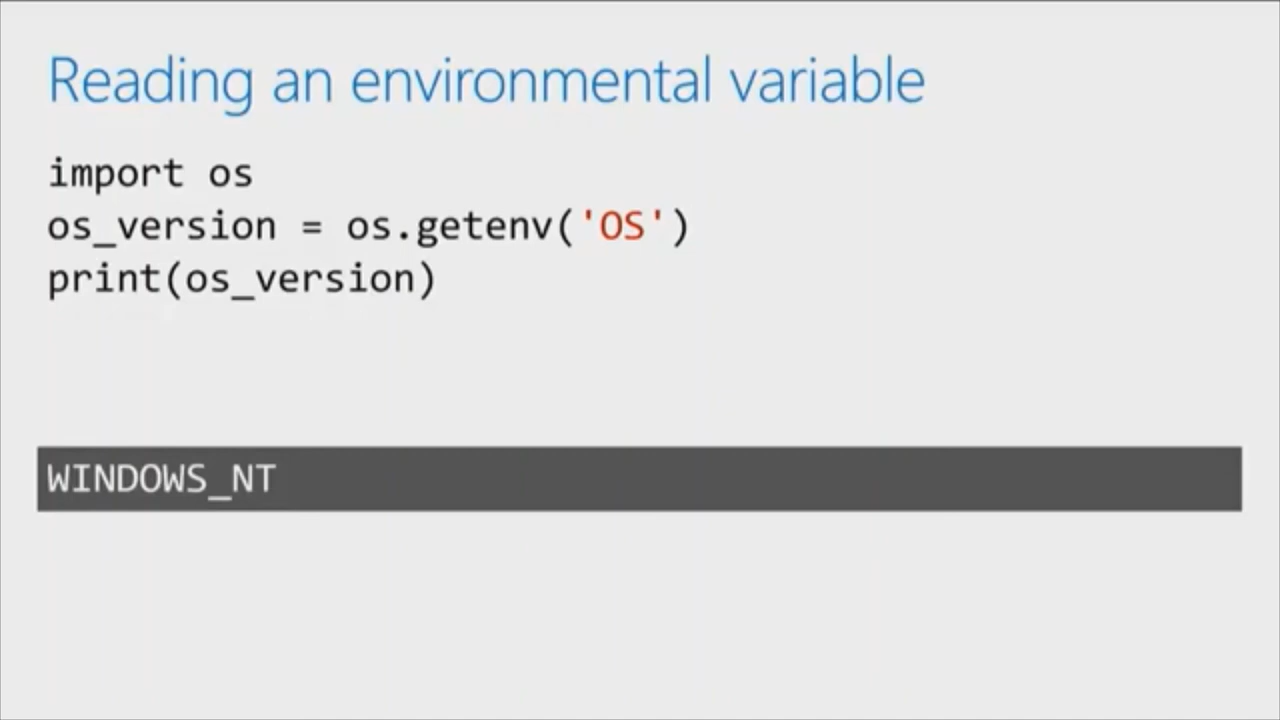 Reading an environmental variable
import os
os_version = os.getenv('OS')
print(os_version)
WINDOWS_NT